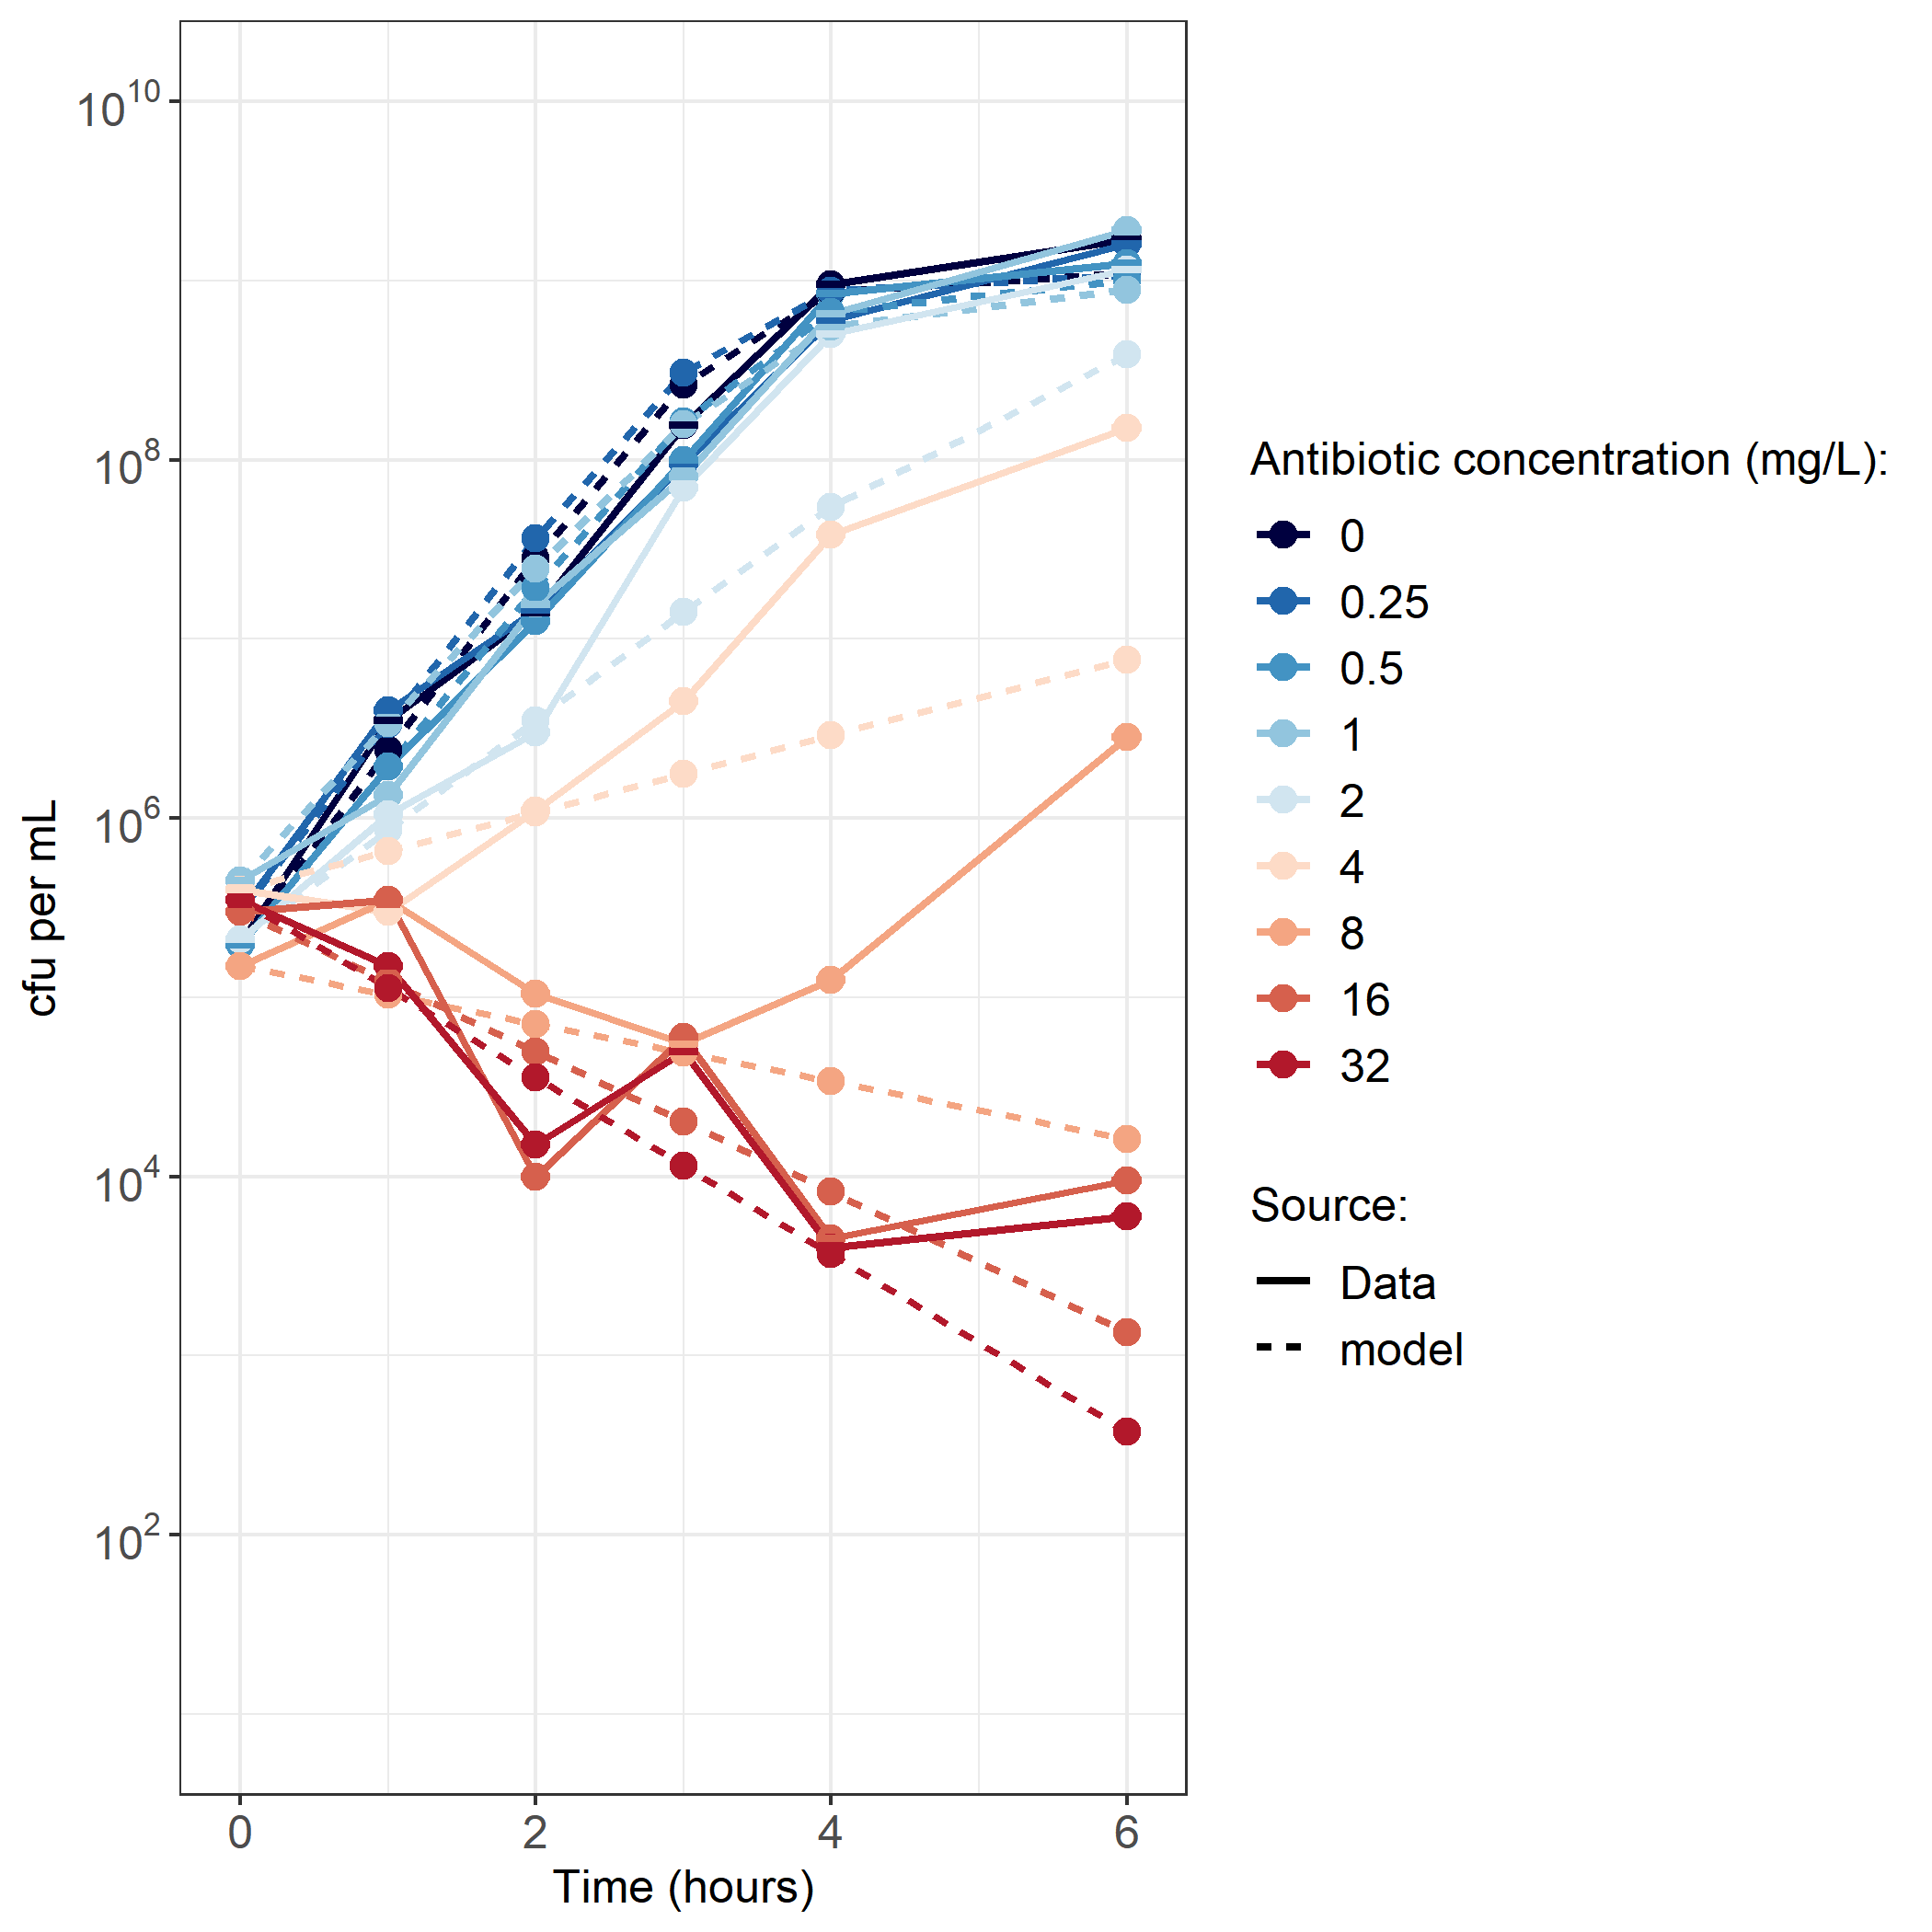 cfu per mL
10^10
10^8
10^6
10^4
10^2
0 2 4 6
Time (hours)
Antibiotic concentration (mg/L):
0
0.25
0.5
1
2
4
8
16
32
Source:
Data
model